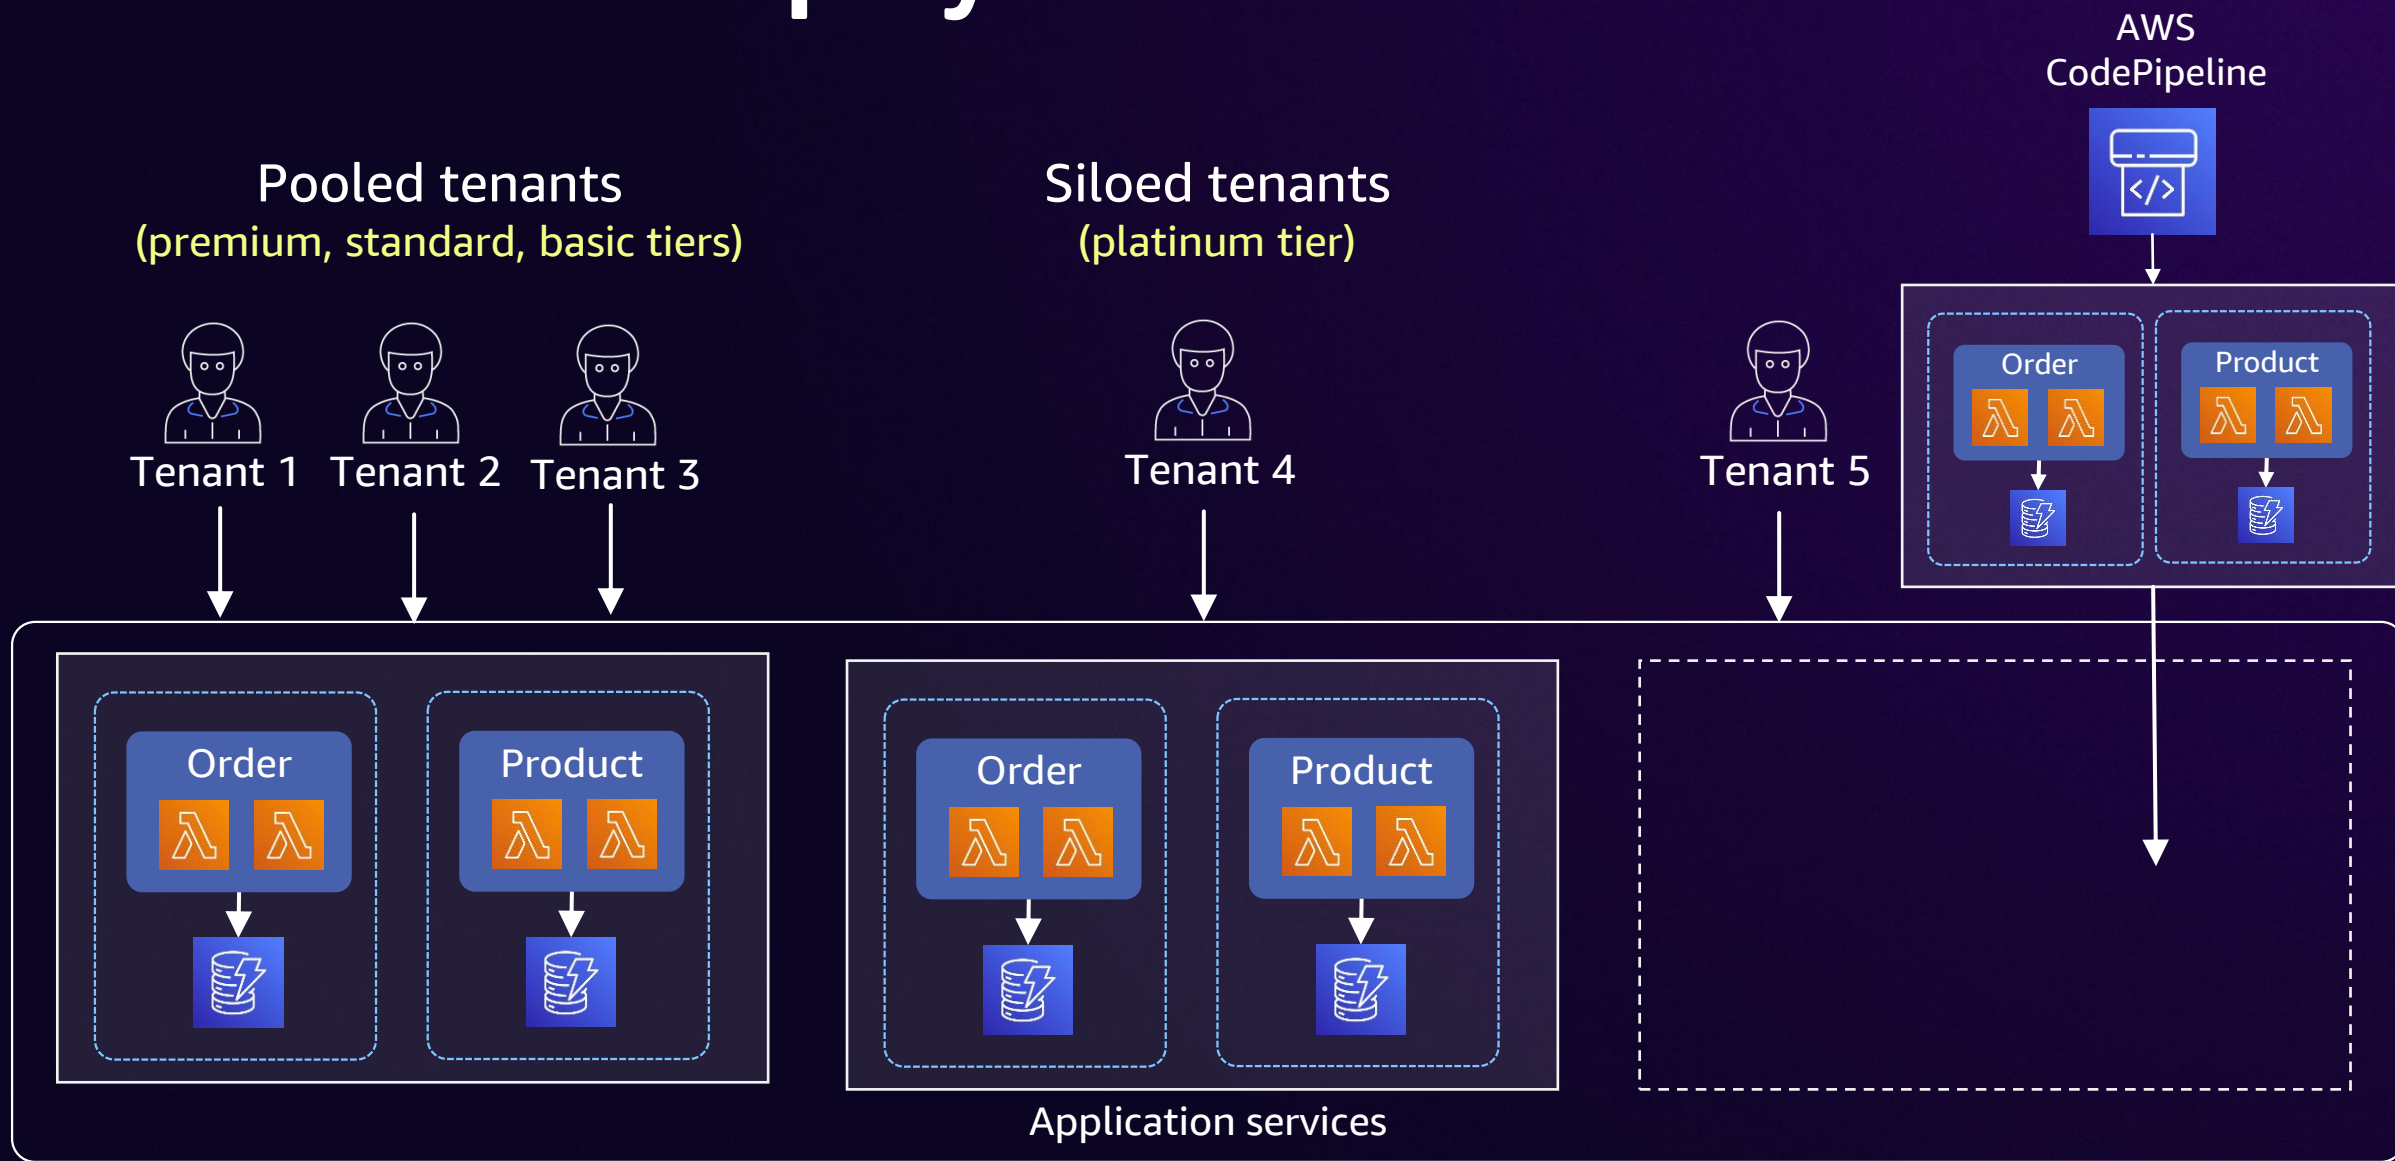 AWS
CodePipeline
Pooled tenants
(premium, standard, basic tiers)
Siloed tenants
(platinum tier)
Order
Product
Tenant 1
Tenant 2
Tenant 3
Tenant 4
Tenant 5
Order
Product
Order
Product
Application services